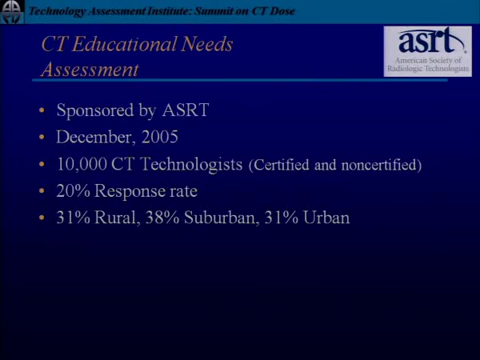 Technology Assessment Institute: Summit on CT Dose
CT Educational Needs
Assessment
asrt
American Society of
Radiologic Technologists
• Sponsored by ASRT
• December, 2005
• 10,000 CT Technologists (Certified and noncertified)
• 20% Response rate
• 31% Rural, 38% Suburban, 31% Urban